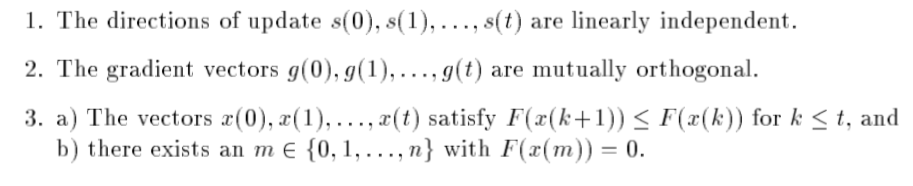 1. The directions of update s(0), s(1), . . . , s(t) are linearly independent.
2. The gradient vectors g(0), g(1), . . . , g(t) are mutually orthogonal.
3. a) The vectors x(0), x(1), . . . , x(t) satisfy F(x(k+1)) ≤ F(x(k)) for k ≤ t, and
b) there exists an m ∈ {0, 1, . . . , n} with F(x(m)) = 0.